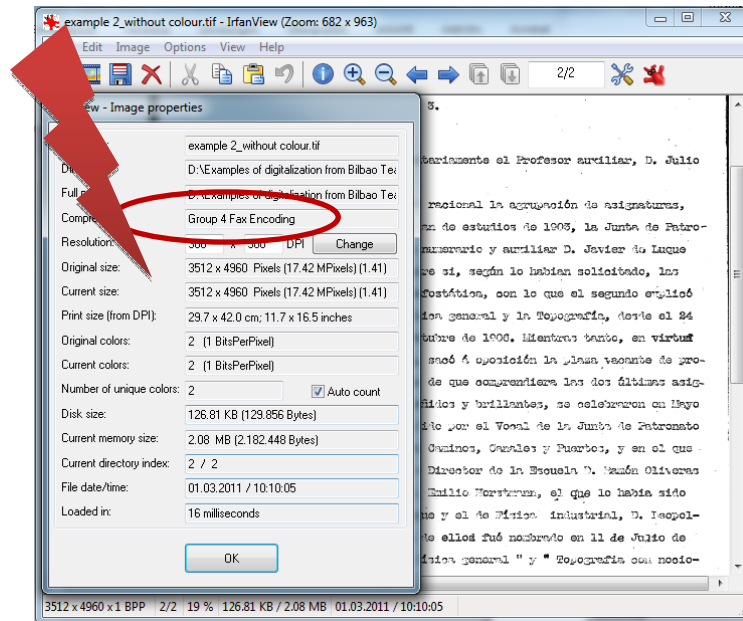 example 2_without colour.tif - IrfanView (Zoom: 682 x 963)
Edit Image Options View Help
2/2
- Image properties
example 2_without colour.tif
D:\Examples of digitalization from Bilbao Tea
Full
D:\Examples of digitalization from Bilbao Tea
Group 4 Fax Encoding
Resolution: x DPI Change
Original size: 3512 x 4960 Pixels (17.42 MPixels) (1.41)
Current size: 3512 x 4960 Pixels (17.42 MPixels) (1.41)
Print size (from DPI): 29.7 x 42.0 cm; 11.7 x 16.5 inches
Original colors: 2 (1 BitsPerPixel)
Current colors: 2 (1 BitsPerPixel)
Number of unique colors: 2 Auto count
Disk size: 126.81 KB (129.856 Bytes)
Current memory size: 2.08 MB (2.182.448 Bytes)
Current directory index: 2 / 2
File date/time: 01.03.2011 / 10:10:05
Loaded in: 16 milliseconds
OK
3.
el Profesor auxiliar, D. Julio
racional la agrupación de asignaturas,
de estudios de 1903, la Junta de Patro-
numerario y auxiliar D. Javier de Luque
si, según lo habian solicitado, las
con lo que el segundo explicó
general y la Topografía, desde el 24
de 1906. Mientras tanto, en virtud
sacó á oposición la plaza vacante de pro-
de que comprendiera las dos últimas asig-
y brillantes, se celebraron en Mayo
por el Vocal de la Junta de Patronato
Caminos, Canales y Puertos, y en el que
Director de la Escuela D. Ramón Oliveras
Emilio el que lo habia sido
y el de Física industrial, D. Leopol-
de ellos fué nombrado en 11 de Julio de
general " y " Topografía con nocio-
3512 x 4960 x 1 BPP 2/2 19 % 126.81 KB / 2.08 MB 01.03.2011 / 10:10:05